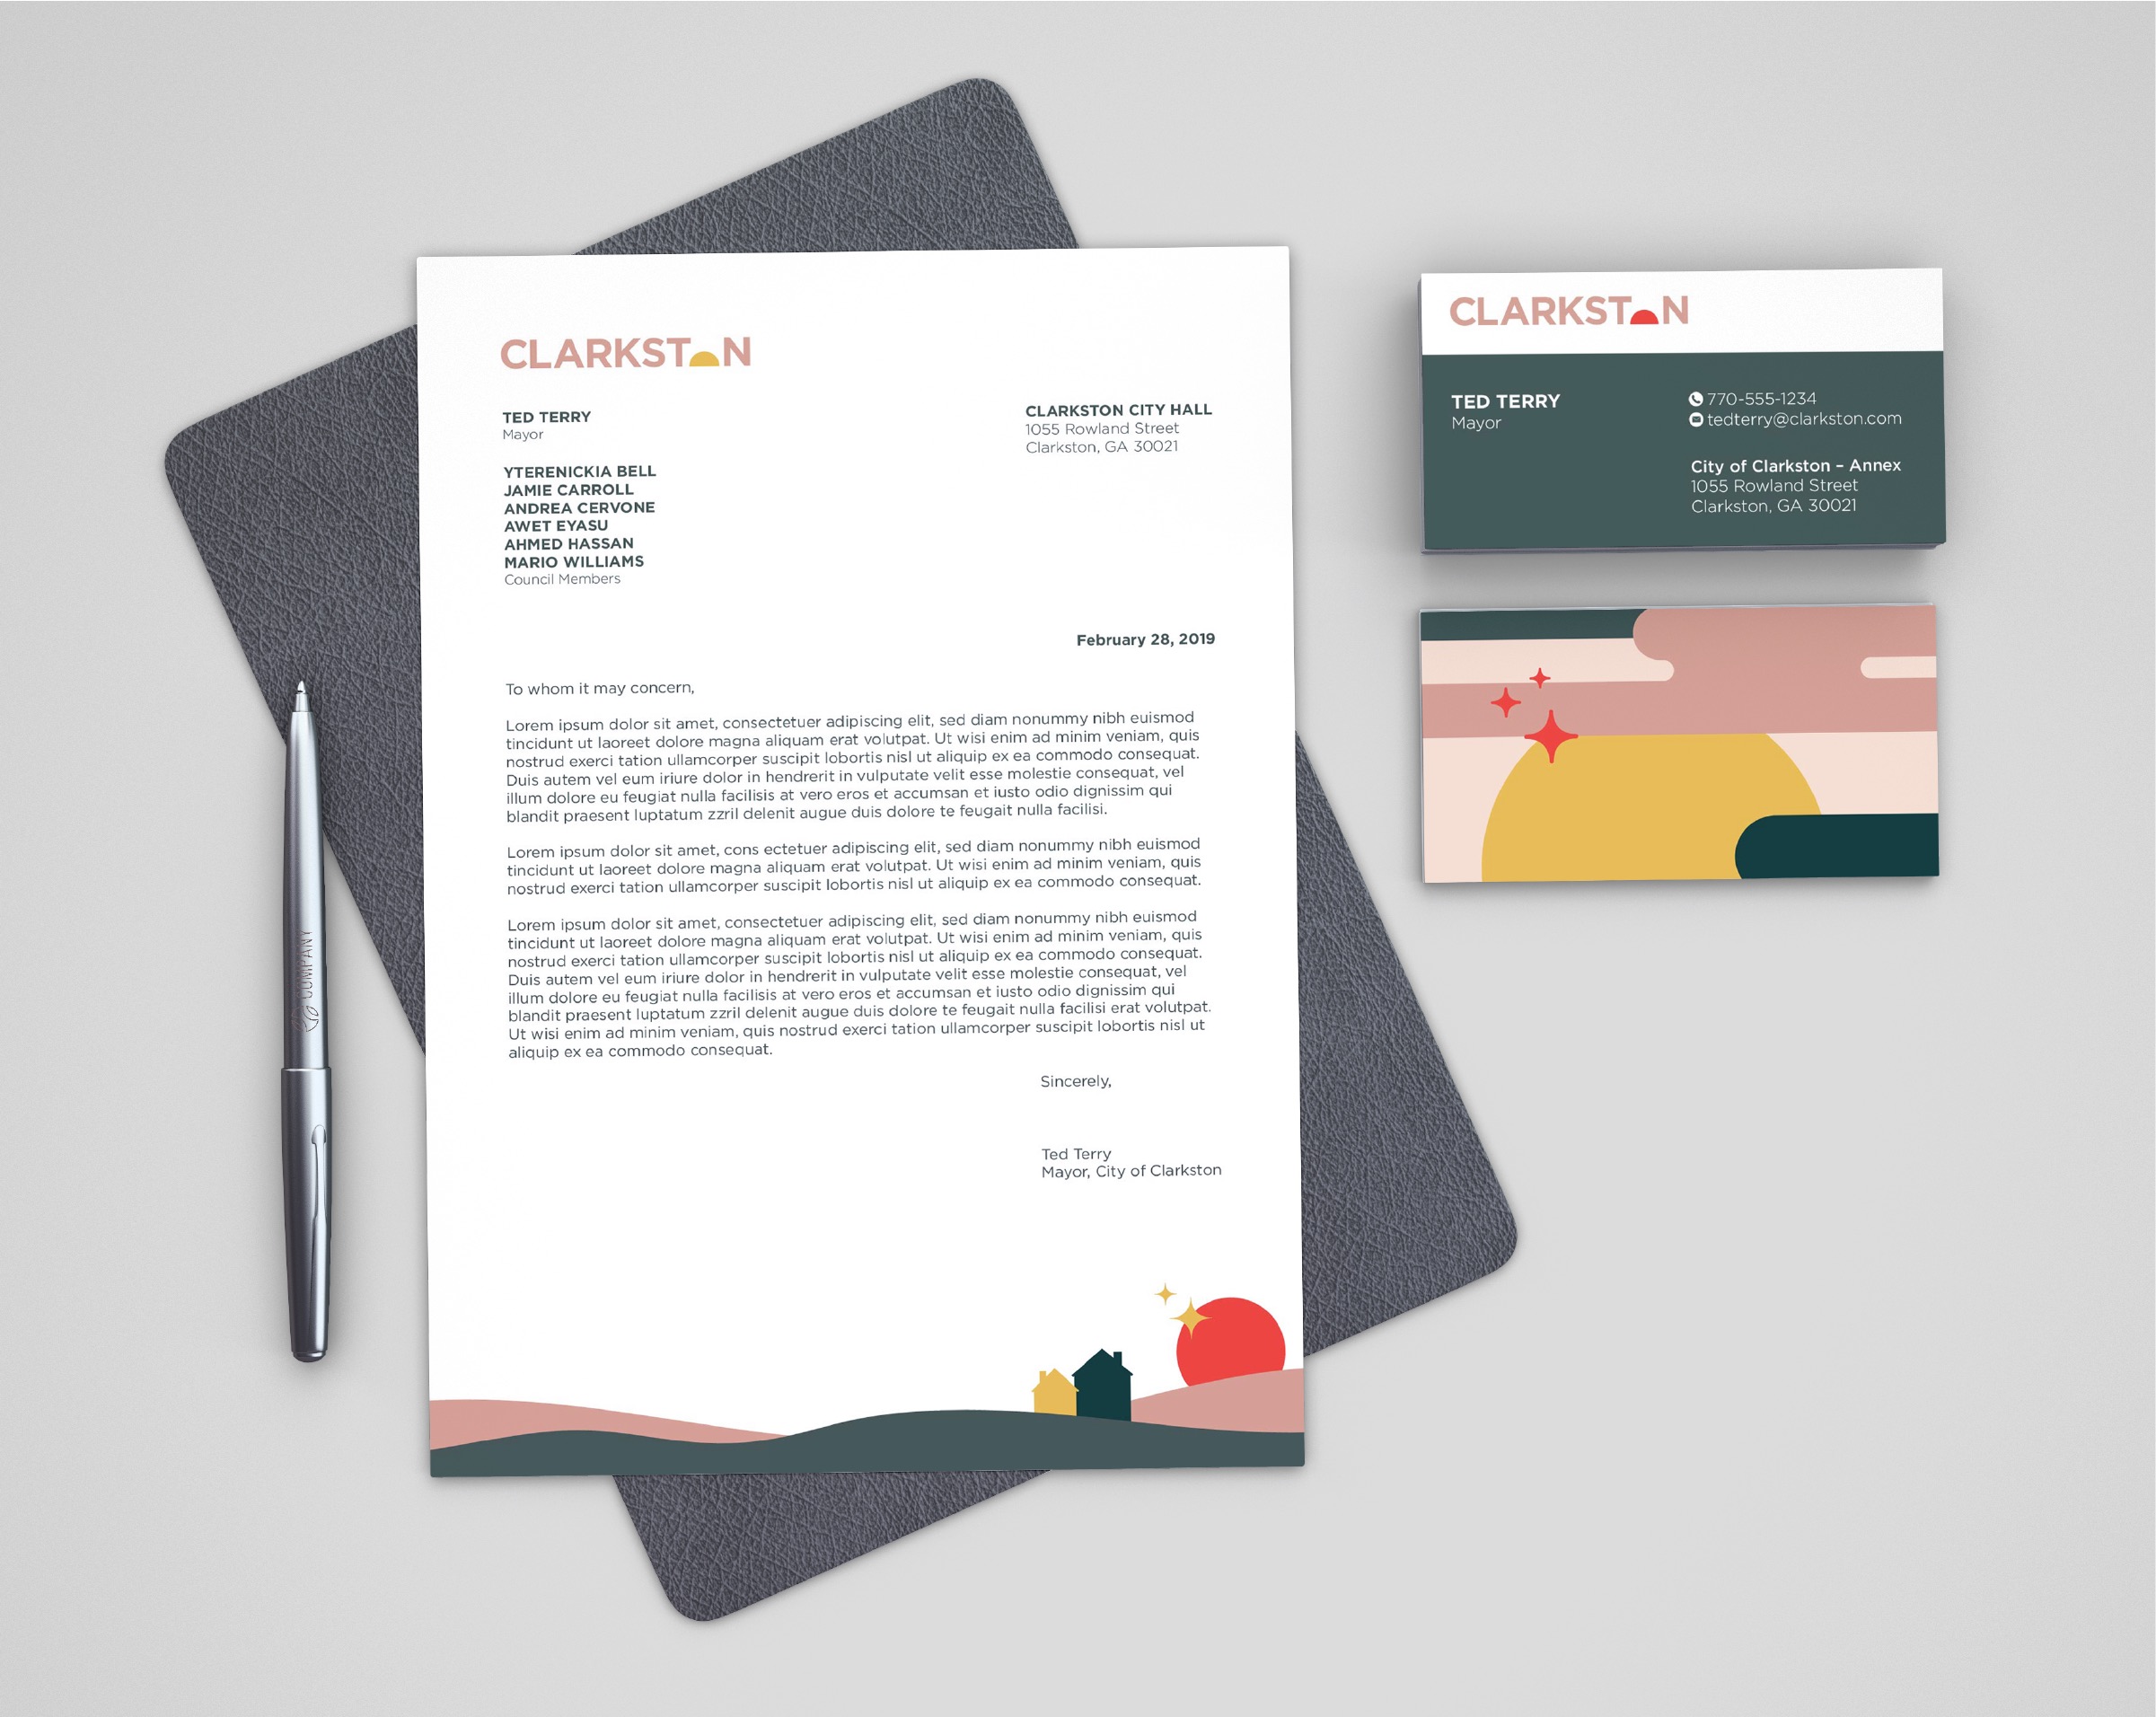 CLARKSTON
TED TERRY
Mayor
YTERENICKIA BELL
JAMIE CARROLL
ANDREA CERVONE
AWET EYASU
AHMED HASSAN
MARIO WILLIAMS
Council Members
CLARKSTON CITY HALL
1055 Rowland Street
Clarkston, GA 30021
February 28, 2019
To whom it may concern,
Lorem ipsum dolor sit amet, consectetuer adipiscing elit, sed diam nonummy nibh euismod
tincidunt ut laoreet dolore magna aliquam erat volutpat. Ut wisi enim ad minim veniam, quis
nostrud exerci tation ullamcorper suscipit lobortis nisl ut aliquip ex ea commodo consequat.
Duis autem vel eum iriure dolor in hendrerit in vulputate velit esse molestie consequat, vel
illum dolore eu feugiat nulla facilisis at vero eros et accumsan et iusto odio dignissim qui
blandit praesent luptatum zzril delenit augue duis dolore te feugait nulla facilisi.
Lorem ipsum dolor sit amet, cons ectetuer adipiscing elit, sed diam nonummy nibh euismod
tincidunt ut laoreet dolore magna aliquam erat volutpat. Ut wisi enim ad minim veniam, quis
nostrud exerci tation ullamcorper suscipit lobortis nisl ut aliquip ex ea commodo consequat.
Lorem ipsum dolor sit amet, consectetuer adipiscing elit, sed diam nonummy nibh euismod
tincidunt ut laoreet dolore magna aliquam erat volutpat. Ut wisi enim ad minim veniam, quis
nostrud exerci tation ullamcorper suscipit lobortis nisl ut aliquip ex ea commodo consequat.
Duis autem vel eum iriure dolor in hendrerit in vulputate velit esse molestie consequat, vel
illum dolore eu feugiat nulla facilisis at vero eros et accumsan et iusto odio dignissim qui
blandit praesent luptatum zzril delenit augue duis dolore te feugait nulla facilisi erat volutpat.
Ut wisi enim ad minim veniam, quis nostrud exerci tation ullamcorper suscipit lobortis nisl ut
aliquip ex ea commodo consequat.
Sincerely,
Ted Terry
Mayor, City of Clarkston
COMPANY
CLARKSTON
TED TERRY
Mayor
770-555-1234
tedterry@clarkston.com
City of Clarkston – Annex
1055 Rowland Street
Clarkston, GA 30021